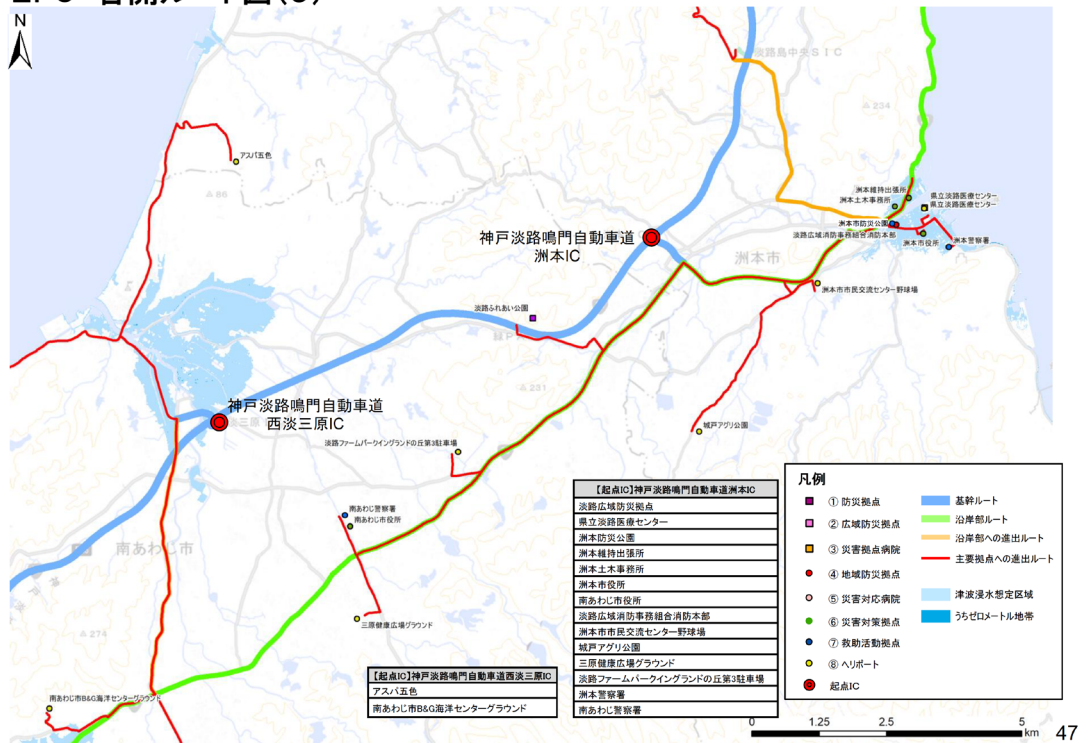 N
アスパ五色
88
淡路島中央SIC
234
洲本維持出張所
洲本土木事務所
県立淡路医療センター
県立淡路医療センター
洲本市防災公園
淡路広域消防事務組合消防本部
洲本市役所
洲本警察署
神戸淡路鳴門自動車道
洲本IC
洲本市
洲本市市民交流センター野球場
淡路ふれあい公園
231
神戸淡路鳴門自動車道
西淡三原IC
淡路ファームパークイングランドの丘第3駐車場
城戸アグリ公園
南あわじ警察署
南あわじ市役所
南あわじ市
三原健康広場グラウンド
274
南あわじ市B&G海洋センターグラウンド
【起点IC】神戸淡路鳴門自動車道西淡三原IC
アスパ五色
南あわじ市B&G海洋センターグラウンド
【起点IC】神戸淡路鳴門自動車道洲本IC
淡路広域防災拠点
県立淡路医療センター
洲本防災公園
洲本維持出張所
洲本土木事務所
洲本市役所
南あわじ市役所
淡路広域消防事務組合消防本部
洲本市市民交流センター野球場
城戸アグリ公園
三原健康広場グラウンド
淡路ファームパークイングランドの丘第3駐車場
洲本警察署
南あわじ警察署
凡例
① 防災拠点
② 広域防災拠点
③ 災害拠点病院
④ 地域防災拠点
⑤ 災害対応病院
⑥ 災害対策拠点
⑦ 救助活動拠点
⑧ ヘリポート
起点IC
基幹ルート
沿岸部ルート
沿岸部への進出ルート
主要拠点への進出ルート
津波浸水想定区域
うちゼロメートル地帯
0 1.25 2.5 5
km
47